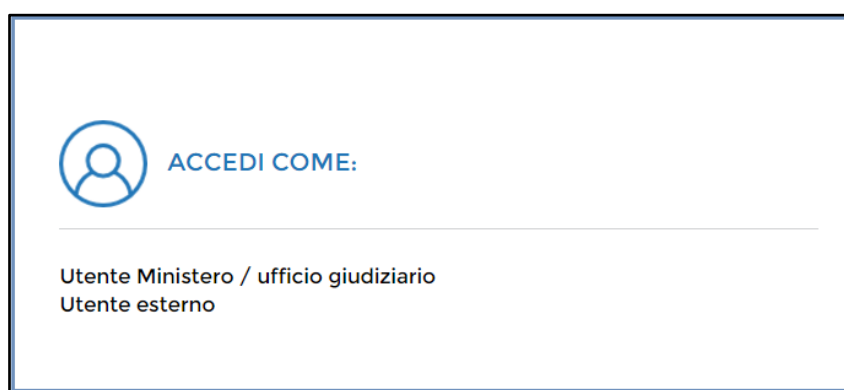 ACCEDI COME:
Utente Ministero / ufficio giudiziario
Utente esterno